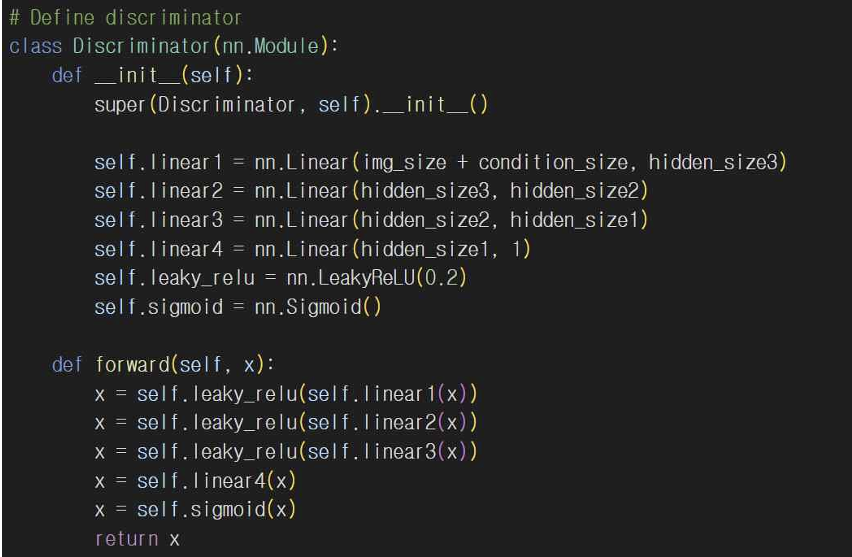 # Define discriminator
class Discriminator(nn.Module):
    def __init__(self):
        super(Discriminator, self).__init__()

        self.linear1 = nn.Linear(img_size + condition_size, hidden_size3)
        self.linear2 = nn.Linear(hidden_size3, hidden_size2)
        self.linear3 = nn.Linear(hidden_size2, hidden_size1)
        self.linear4 = nn.Linear(hidden_size1, 1)
        self.leaky_relu = nn.LeakyReLU(0.2)
        self.sigmoid = nn.Sigmoid()

    def forward(self, x):
        x = self.leaky_relu(self.linear1(x))
        x = self.leaky_relu(self.linear2(x))
        x = self.leaky_relu(self.linear3(x))
        x = self.linear4(x)
        x = self.sigmoid(x)
        return x